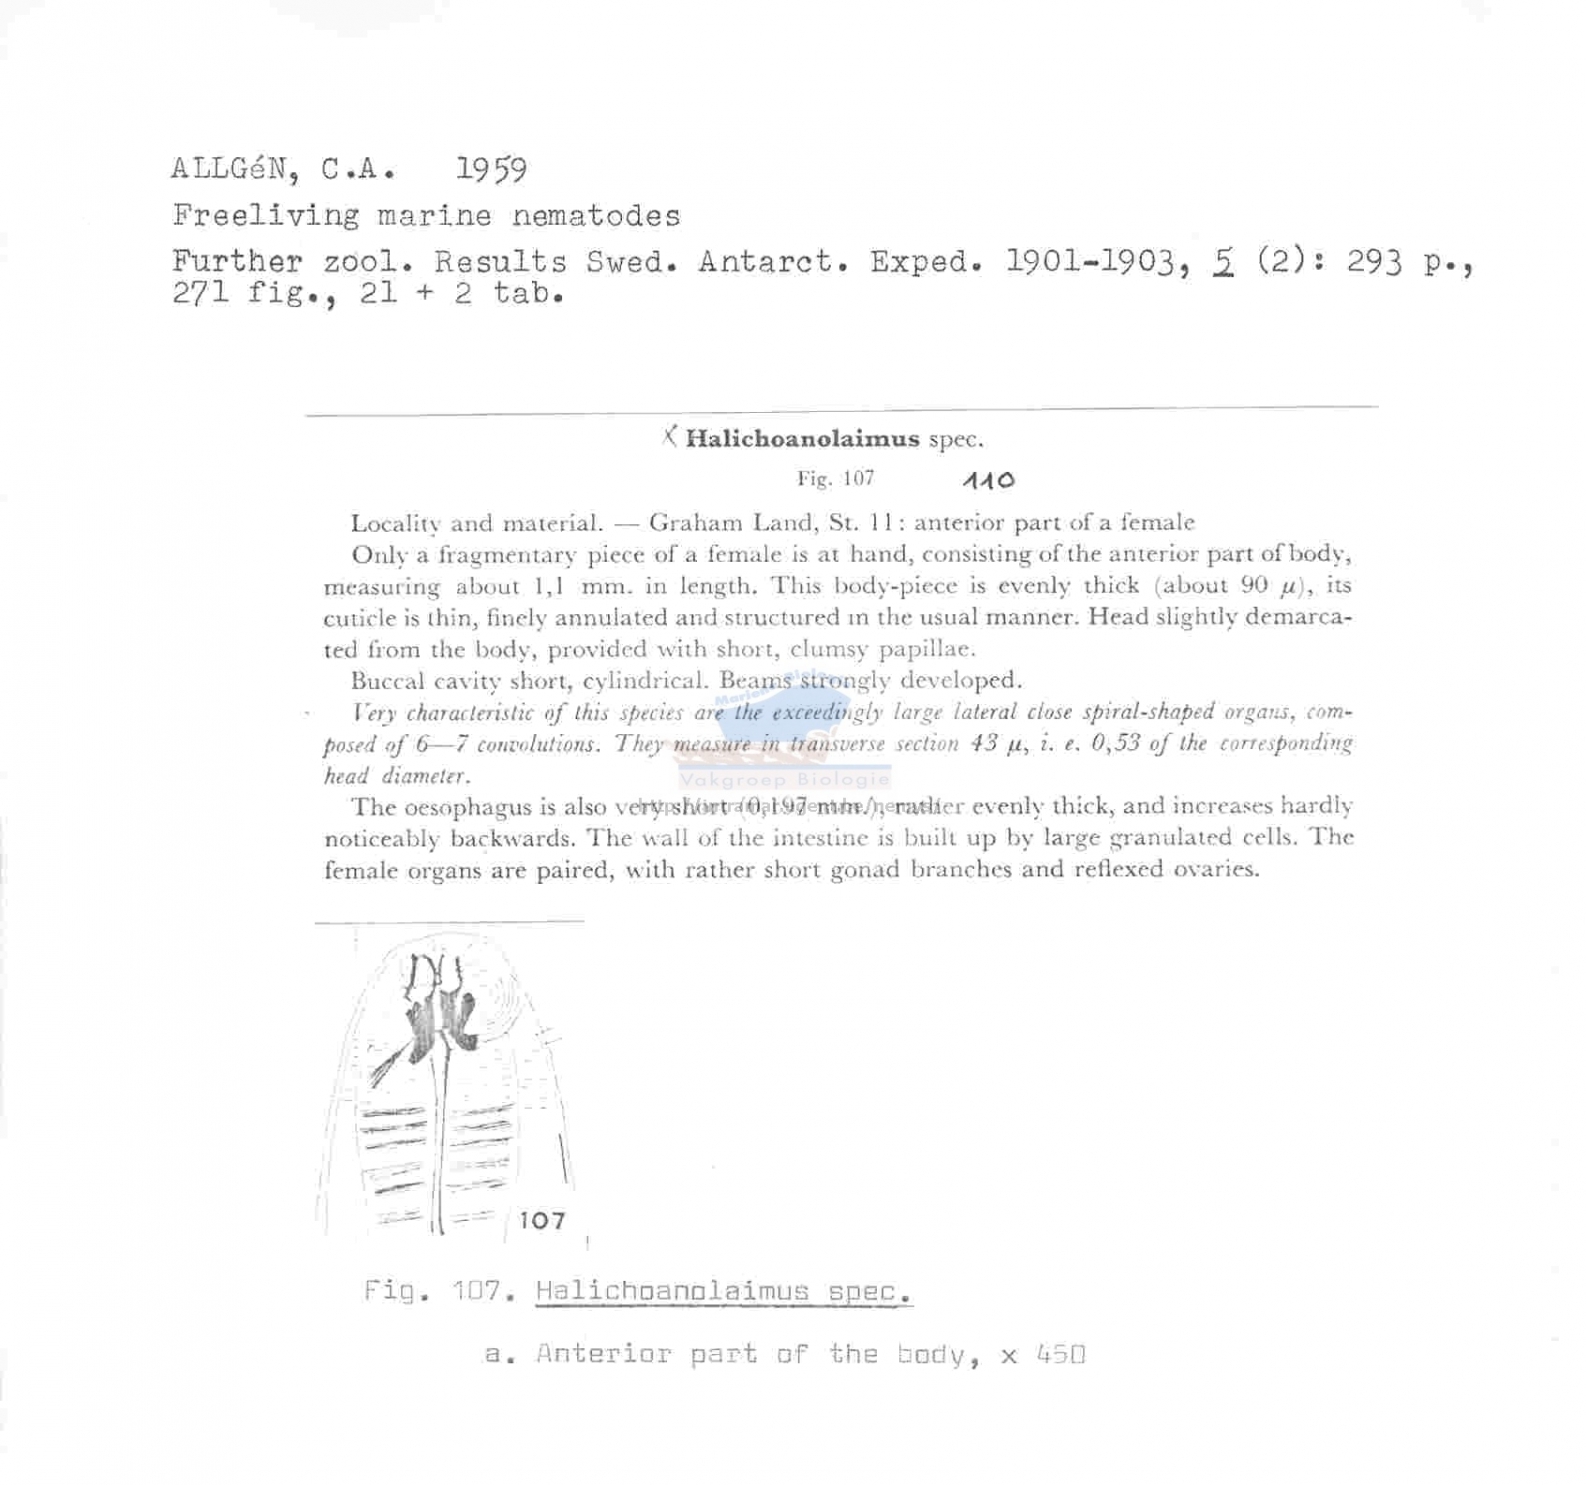 ALLGéN, C.A. 1959
Freeliving marine nematodes
Further zool. Results Swed. Antarct. Exped. 1901-1903, 5 (2): 293 p.,
271 fig., 21 + 2 tab.
Halichoanolaimus spec.
Fig. 107 110
Locality and material. — Graham Land, St. 11: anterior part of a female
Only a fragmentary piece of a female is at hand, consisting of the anterior part of body,
measuring about 1,1 mm. in length. This body-piece is evenly thick (about 90 μ), its
cuticle is thin, finely annulated and structured in the usual manner. Head slightly demarca-
ted from the body, provided with short, clumsy papillae.
Buccal cavity short, cylindrical. Beams strongly developed.
Very characteristic of this species are the exceedingly large lateral close spiral-shaped organs, com-
posed of 6—7 convolutions. They measure in transverse section 43 μ, i. e. 0,53 of the corresponding
head diameter.
Vakgroep Biologie
The oesophagus is also very short (0,197 mm.), rather evenly thick, and increases hardly
noticeably backwards. The wall of the intestine is built up by large granulated cells. The
female organs are paired, with rather short gonad branches and reflexed ovaries.
107
Fig. 107. Halichoanolaimus spec.
a. Anterior part of the body, x 450